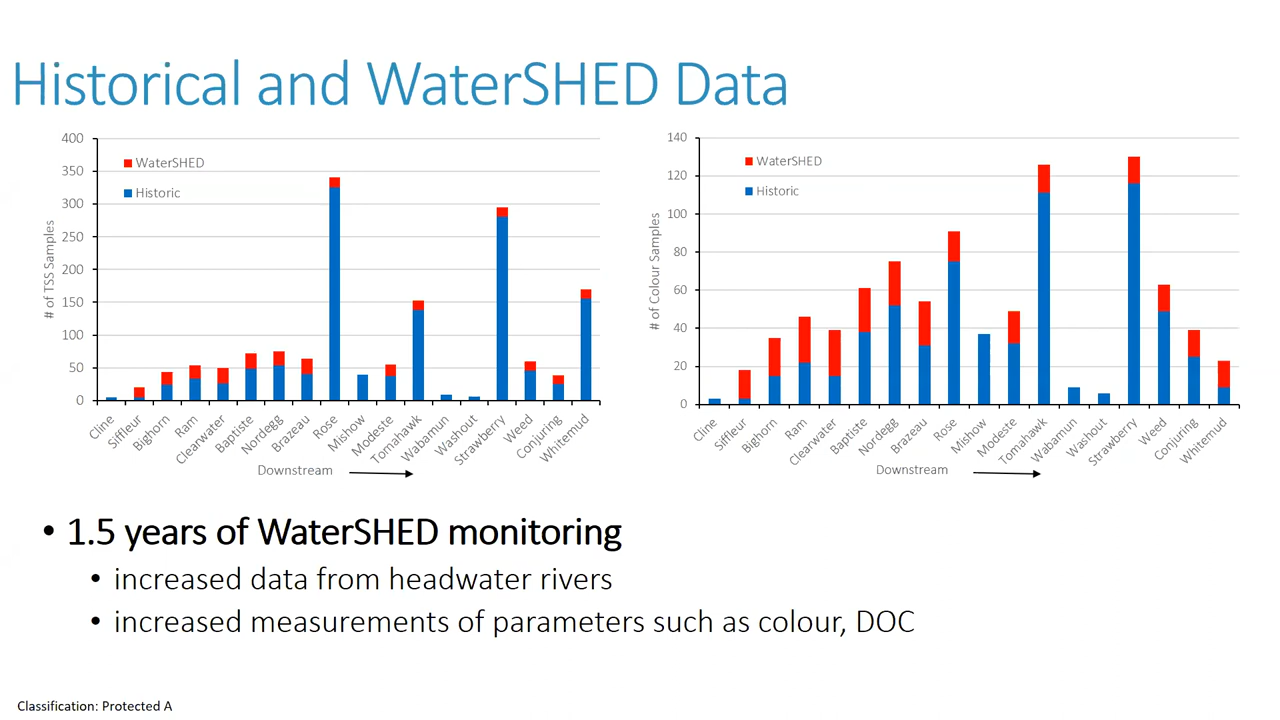 Historical and WaterSHED Data
400
350
300
250
200
150
100
50
0
# of TSS Samples
WaterSHED
Historic
Cline
Siffleur
Bighorn
Ram
Clearwater
Baptiste
Nordegg
Brazeau
Rose
Mishow
Modeste
Tomahawk
Wabamun
Washout
Strawberry
Weed
Conjuring
Whitemud
Downstream
140
120
100
80
60
40
20
0
# of Colour Samples
WaterSHED
Historic
Cline
Siffleur
Bighorn
Ram
Clearwater
Baptiste
Nordegg
Brazeau
Rose
Mishow
Modeste
Tomahawk
Wabamun
Washout
Strawberry
Weed
Conjuring
Whitemud
Downstream
• 1.5 years of WaterSHED monitoring
• increased data from headwater rivers
• increased measurements of parameters such as colour, DOC
Classification: Protected A